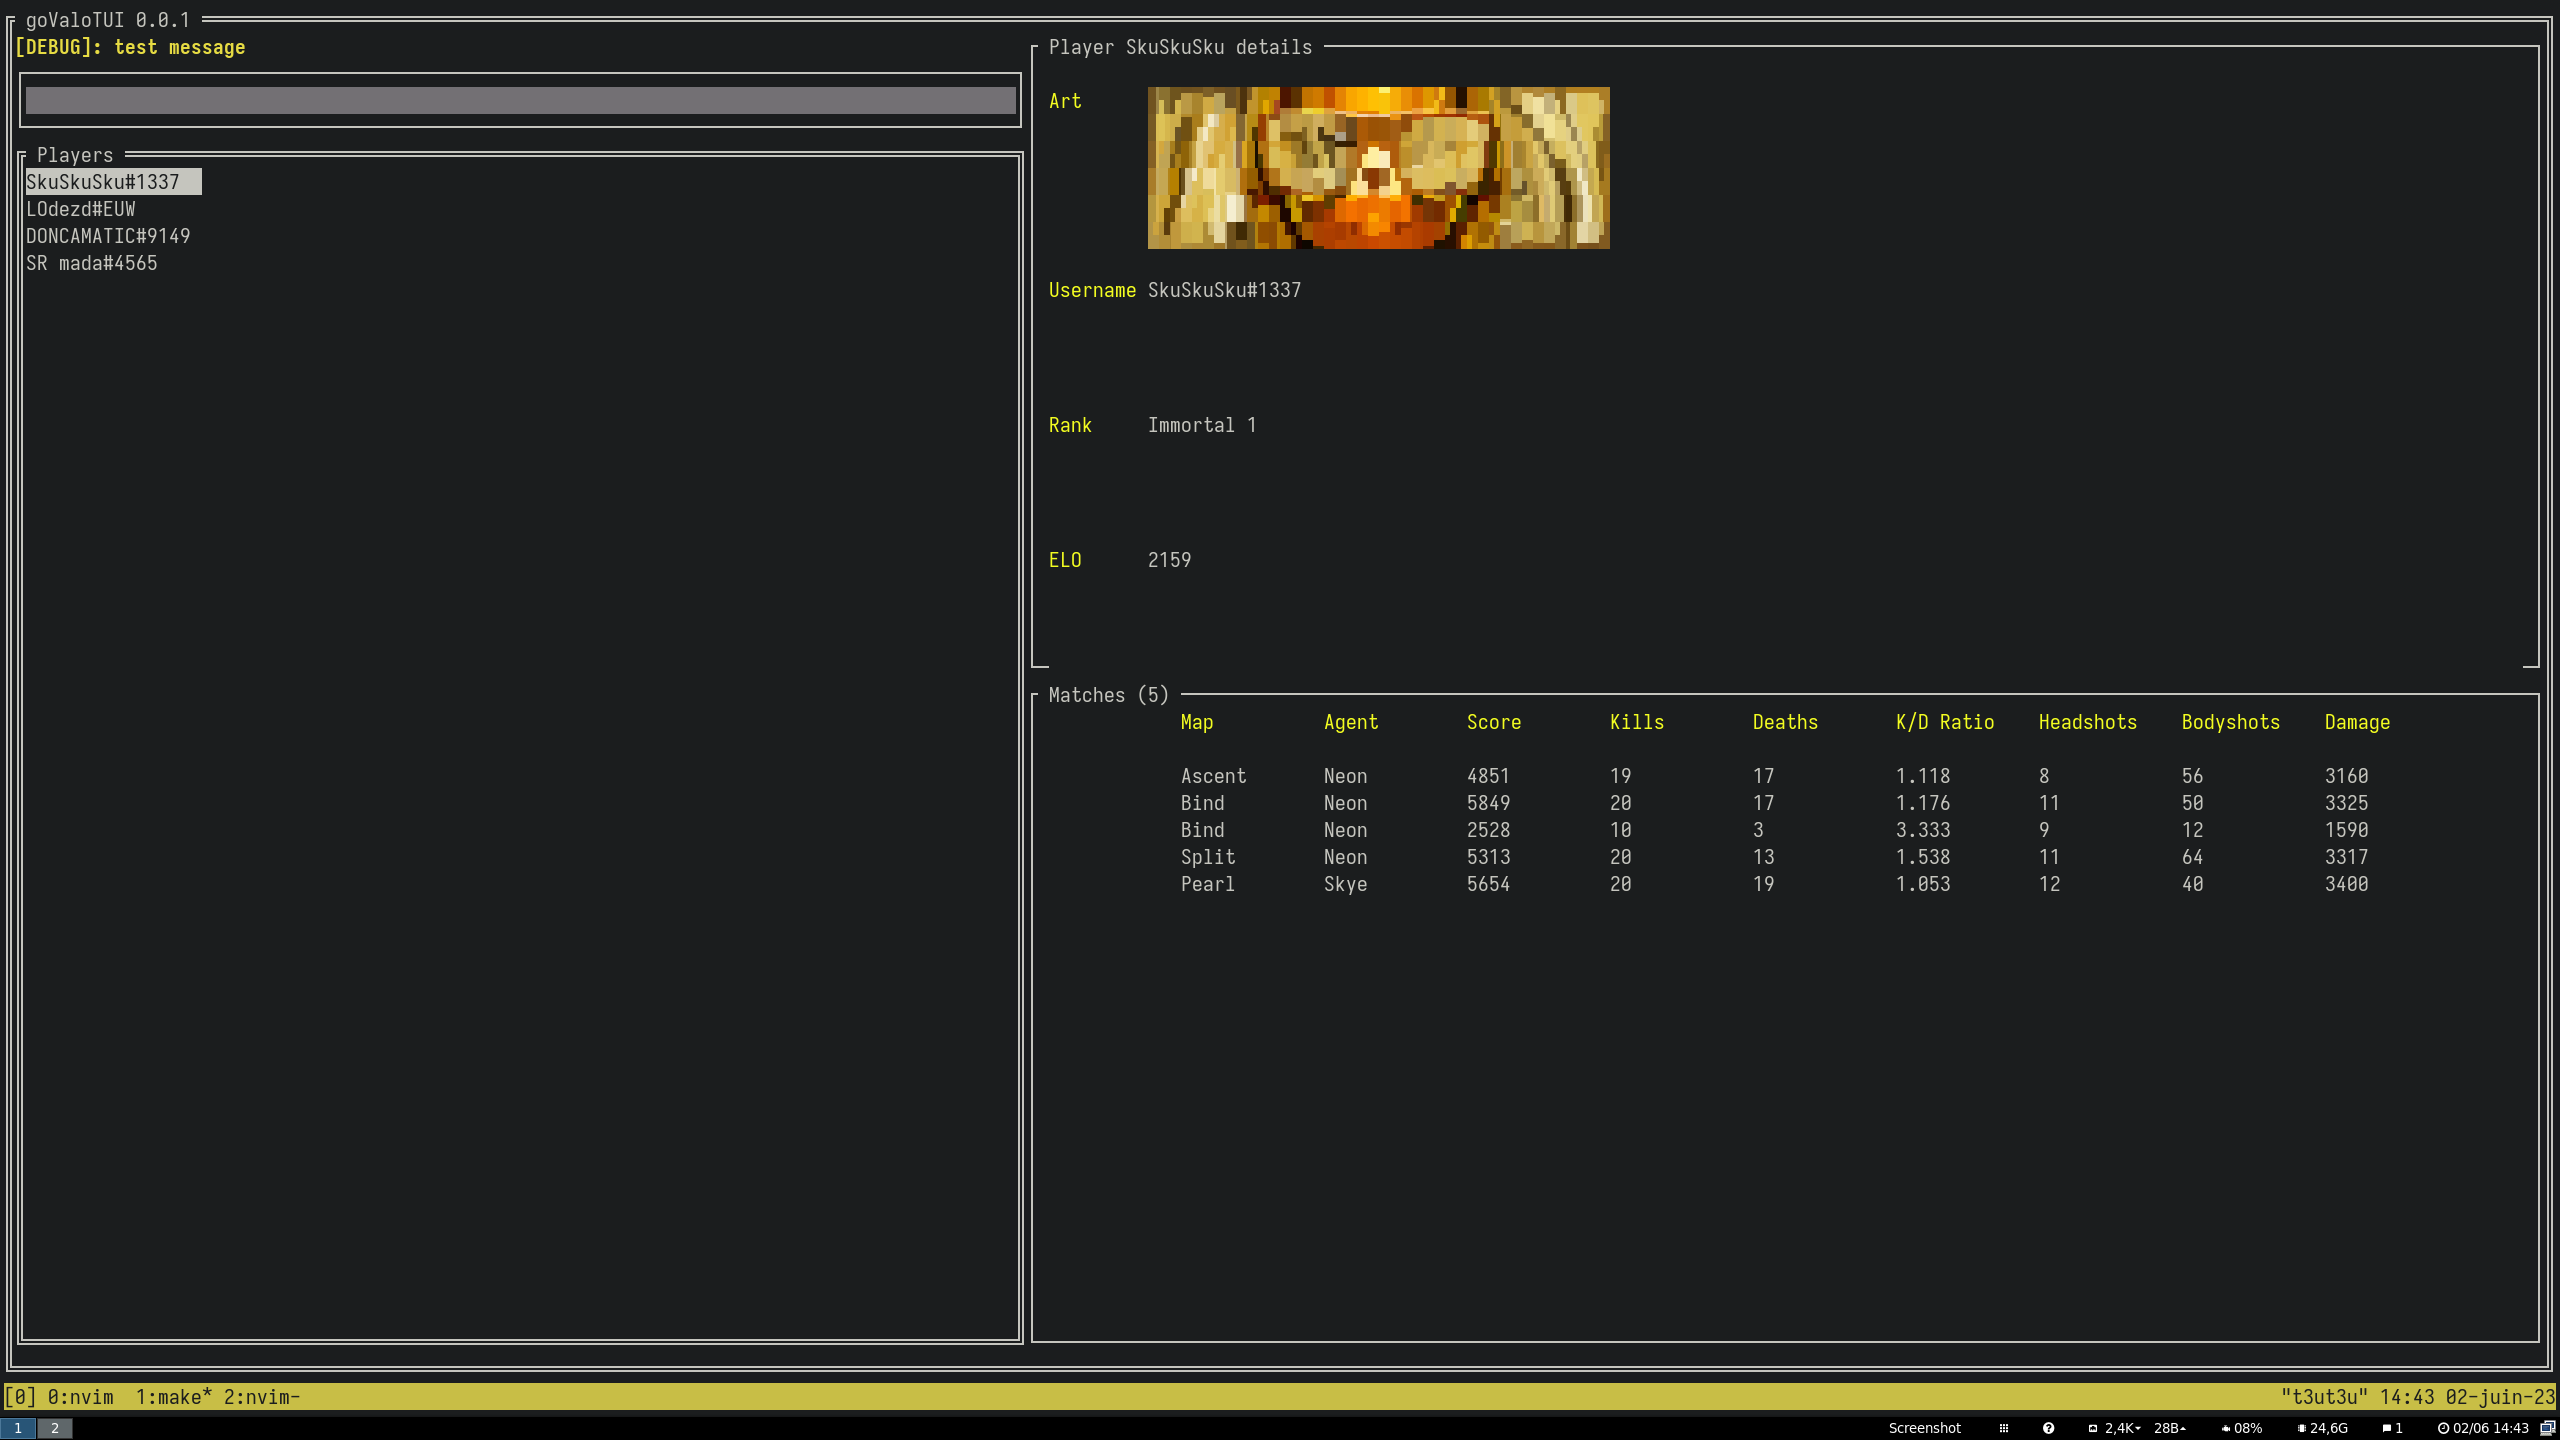 goValoTUI 0.0.1
[DEBUG]: test message
Players
SkuSkuSku#1337
LOdezd#EUW
DONCAMATIC#9149
SR mada#4565
Player SkuSkuSku details
Art
Username SkuSkuSku#1337
Rank Immortal 1
ELO 2159
Matches (5)
Map Agent Score Kills Deaths K/D Ratio Headshots Bodyshots Damage
Ascent Neon 4851 19 17 1.118 8 56 3160
Bind Neon 5849 20 17 1.176 11 50 3325
Bind Neon 2528 10 3 3.333 9 12 1590
Split Neon 5313 20 13 1.538 11 64 3317
Pearl Skye 5654 20 19 1.053 12 40 3400
[0] 0:nvim  1:make* 2:nvim- "t3ut3u" 14:43 02-juin-23
1 2 Screenshot 2,4K 28B 08% 24,6G 1 02/06 14:43